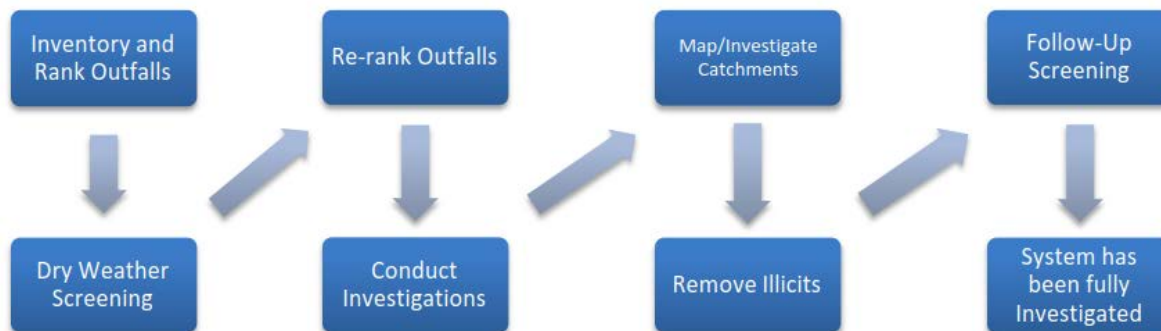 Inventory and
Rank Outfalls
Dry Weather
Screening
Re-rank Outfalls
Conduct
Investigations
Map/Investigate
Catchments
Remove Illicits
Follow-Up
Screening
System has
been fully
Investigated